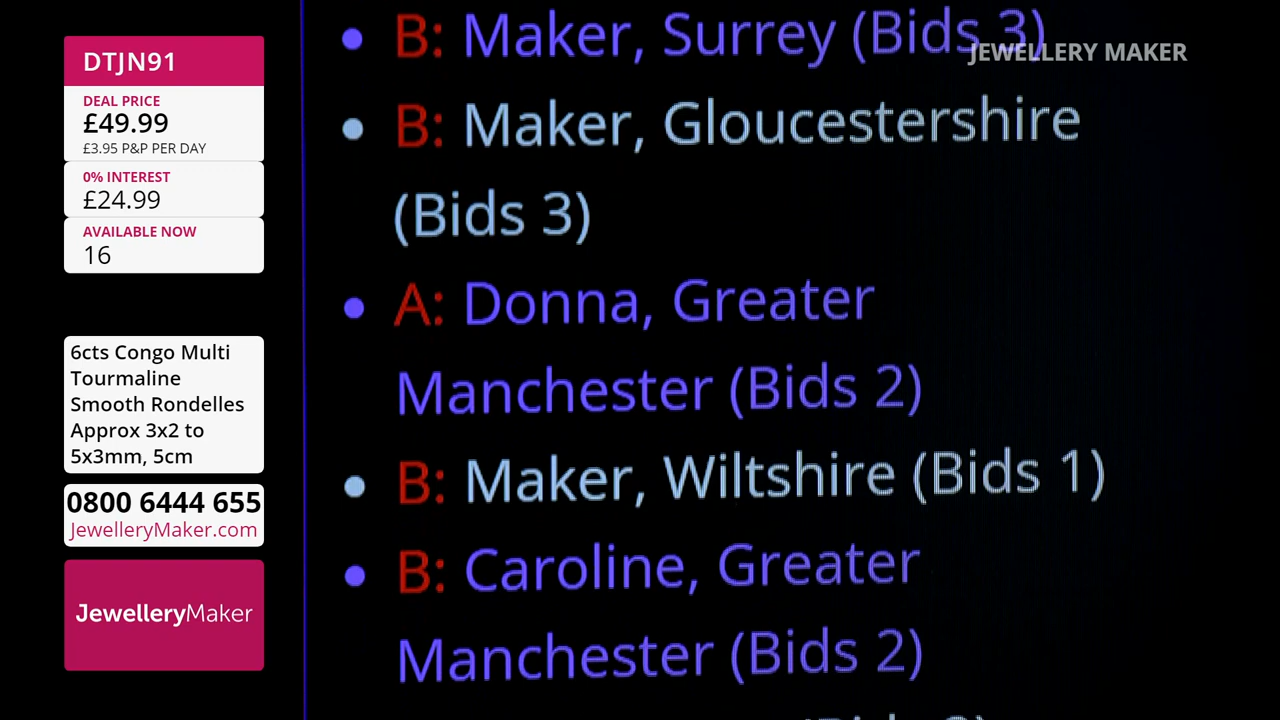 DTJN91
DEAL PRICE
£49.99
£3.95 P&P PER DAY
0% INTEREST
£24.99
AVAILABLE NOW
16
6cts Congo Multi
Tourmaline
Smooth Rondelles
Approx 3x2 to
5x3mm, 5cm
0800 6444 655
JewelleryMaker.com
JewelleryMaker
JEWELLERY MAKER
B: Maker, Surrey (Bids 3)
B: Maker, Gloucestershire
(Bids 3)
A: Donna, Greater
Manchester (Bids 2)
B: Maker, Wiltshire (Bids 1)
B: Caroline, Greater
Manchester (Bids 2)